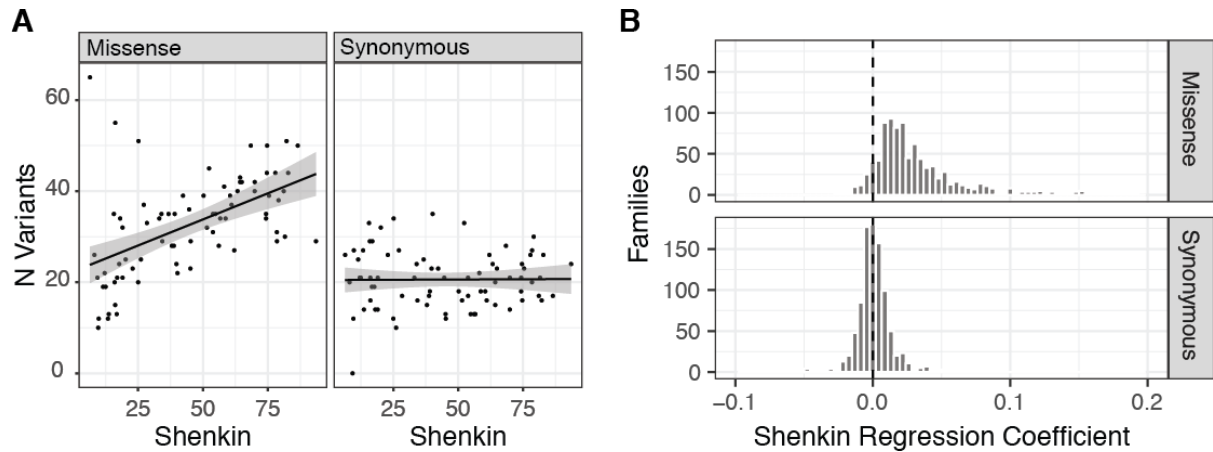 A
Missense
Synonymous
N Variants
60
40
20
0
25
50
75
25
50
75
Shenkin
Shenkin
B
Families
150
100
50
0
Missense
150
100
50
0
Synonymous
−0.1
0.0
0.1
0.2
Shenkin Regression Coefficient